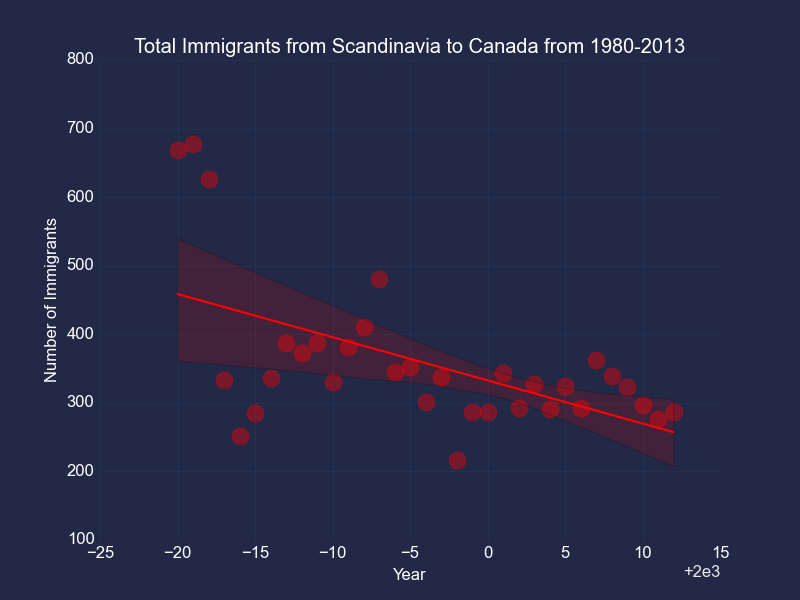 Total Immigrants from Scandinavia to Canada from 1980-2013
800
700
600
500
400
300
200
100
Number of Immigrants
−25 −20 −15 −10 −5 0 5 10 15
Year
+2e3